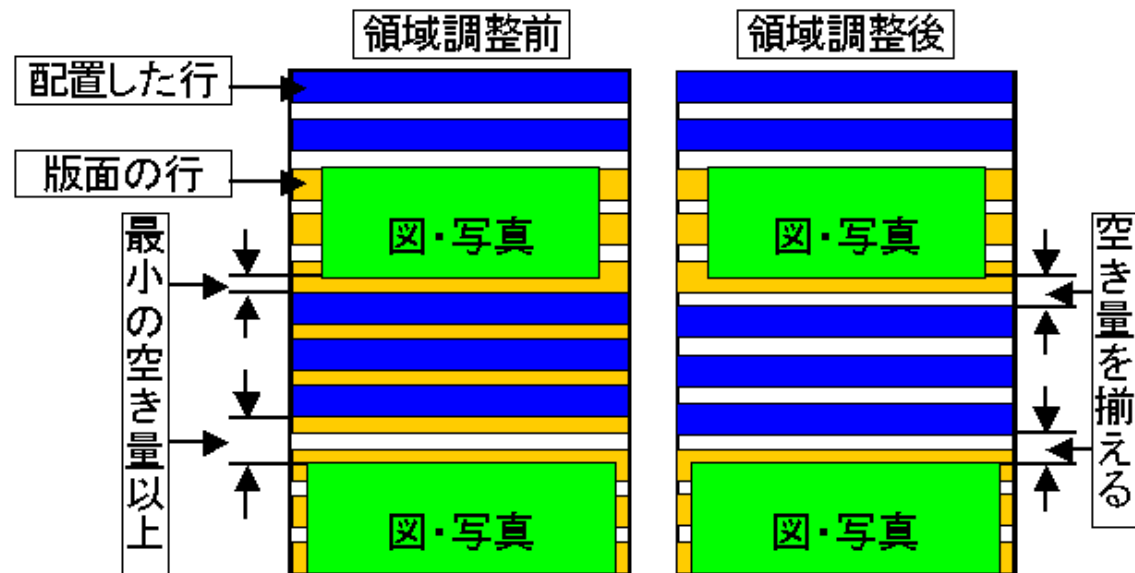 領域調整前
領域調整後
配置した行
版面の行
最小の空き量以上
空き量を揃える
図・写真
図・写真
図・写真
図・写真